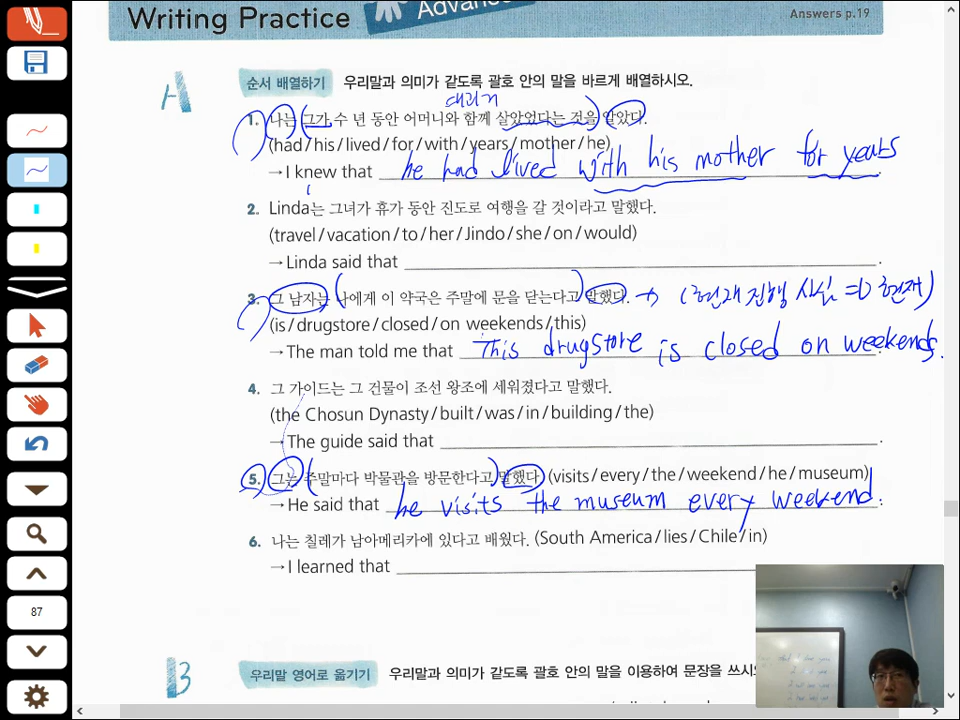 Writing Practice Advance
Answers p.19
A 순서 배열하기 우리말과 의미가 같도록 괄호 안의 말을 바르게 배열하시오.
대과거
1. 나는 그가 수 년 동안 어머니와 함께 살았었다는 것을 알았다.
(had/his/lived/for/with/years/mother/he)
→ I knew that he had lived with his mother for years
2. Linda는 그녀가 휴가 동안 진도로 여행을 갈 것이라고 말했다.
(travel/vacation/to/her/Jindo/she/on/would)
→ Linda said that .
3. 그 남자는 나에게 이 약국은 주말에 문을 닫는다고 말했다. → (현재 진행 사실 => 현재)
(is/drugstore/closed/on weekends/this)
→ The man told me that This drugstore is closed on weekends.
4. 그 가이드는 그 건물이 조선 왕조에 세워졌다고 말했다.
(the Chosun Dynasty/built/was/in/building/the)
→ The guide said that .
5. 그는 주말마다 박물관을 방문한다고 말했다. (visits/every/the/weekend/he/museum)
→ He said that he visits the museum every weekend.
6. 나는 칠레가 남아메리카에 있다고 배웠다. (South America/lies/Chile/in)
→ I learned that
B 우리말 영어로 옮기기 우리말과 의미가 같도록 괄호 안의 말을 이용하여 문장을 쓰시오
87